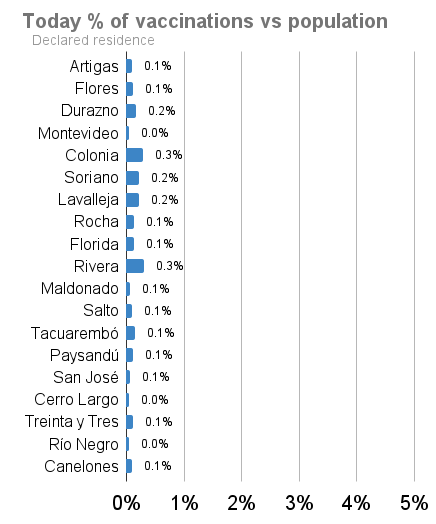 Today % of vaccinations vs population
Declared residence
Artigas 0.1%
Flores 0.1%
Durazno 0.2%
Montevideo 0.0%
Colonia 0.3%
Soriano 0.2%
Lavalleja 0.2%
Rocha 0.1%
Florida 0.1%
Rivera 0.3%
Maldonado 0.1%
Salto 0.1%
Tacuarembó 0.1%
Paysandú 0.1%
San José 0.1%
Cerro Largo 0.0%
Treinta y Tres 0.1%
Río Negro 0.0%
Canelones 0.1%
0% 1% 2% 3% 4% 5%